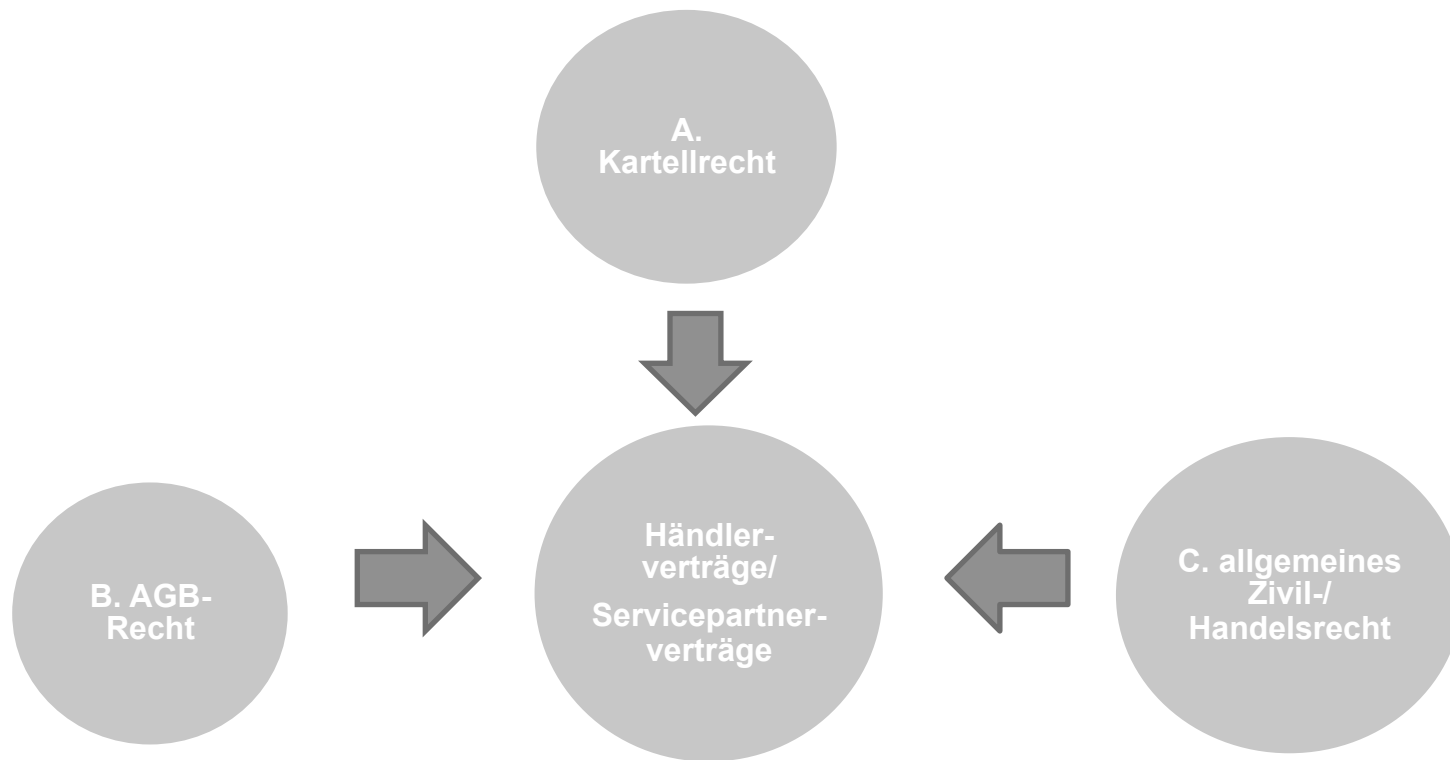 A.
Kartellrecht
B. AGB-
Recht
Händler-
verträge/
Servicepartner-
verträge
C. allgemeines
Zivil-/
Handelsrecht